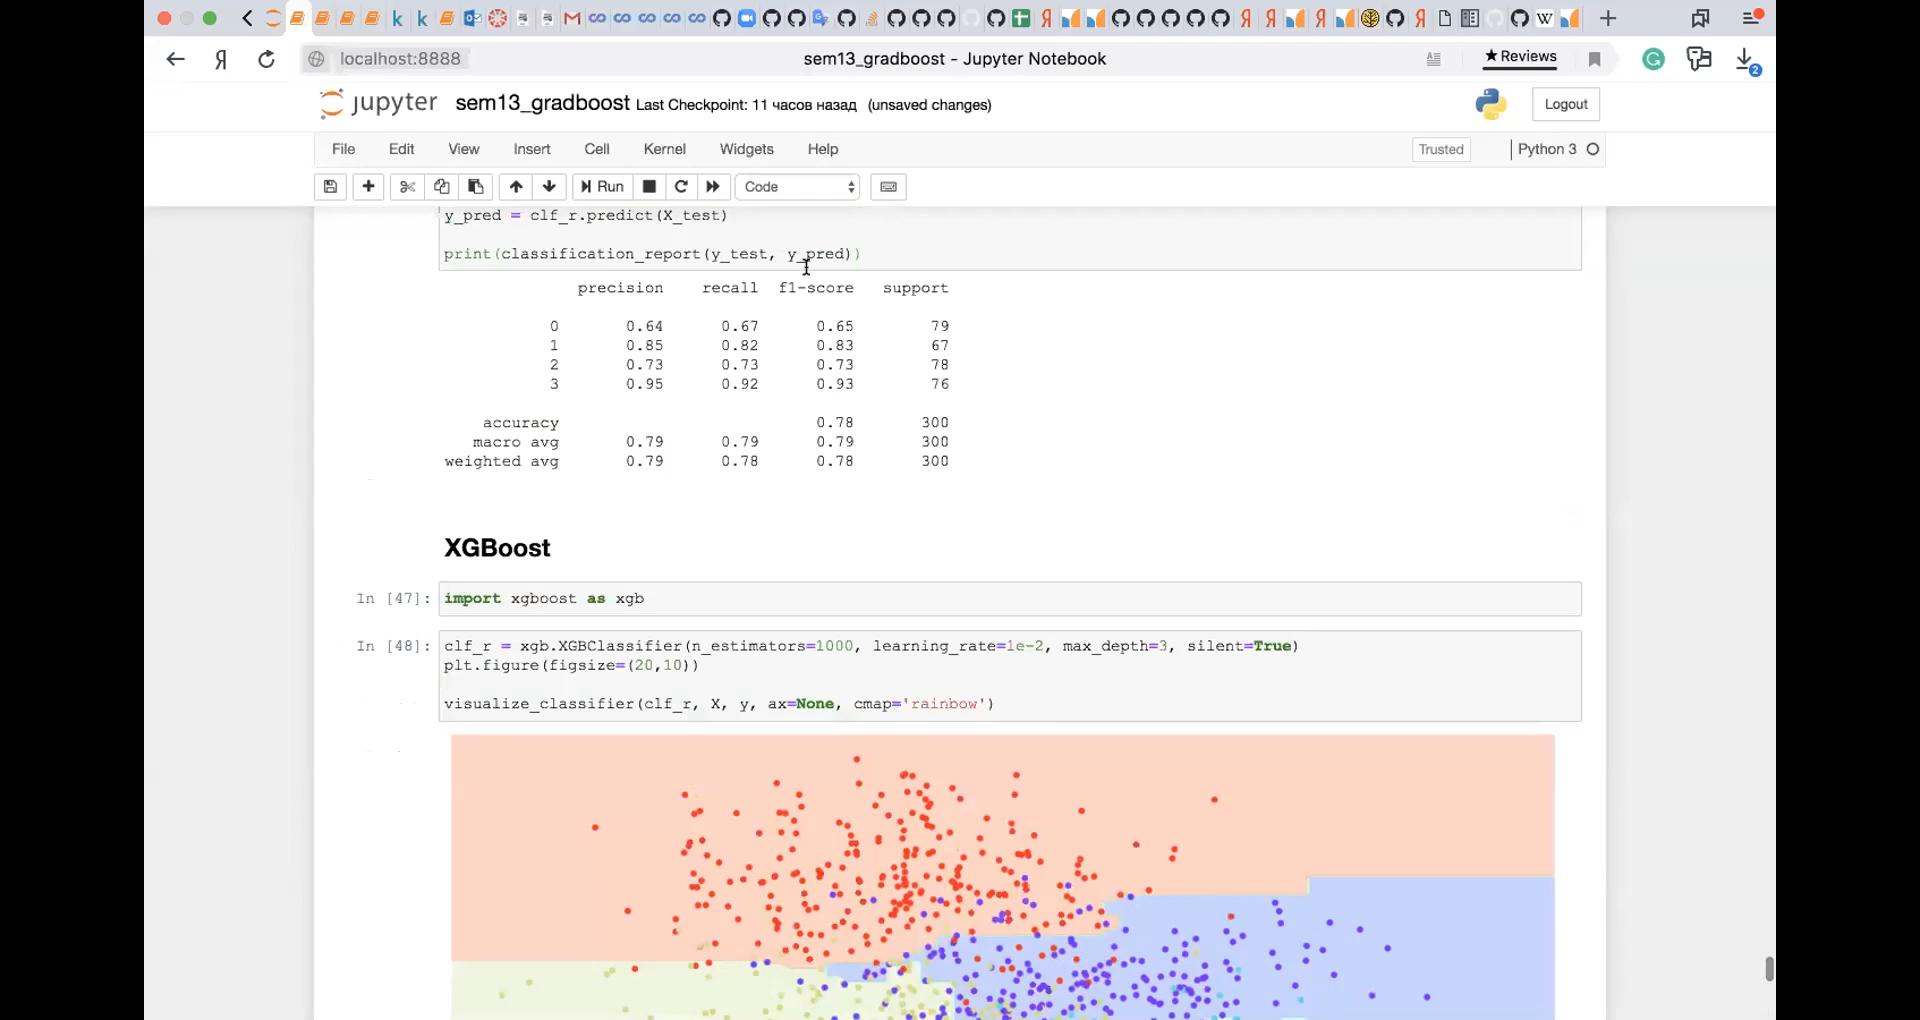 localhost:8888
sem13_gradboost - Jupyter Notebook
★Reviews
2
jupyter sem13_gradboost Last Checkpoint: 11 часов назад (unsaved changes)
Logout
File Edit View Insert Cell Kernel Widgets Help
Trusted
Python 3
Run
Code
y_pred = clf_r.predict(X_test)
print(classification_report(y_test, y_pred))
precision recall f1-score support
0 0.64 0.67 0.65 79
1 0.85 0.82 0.83 67
2 0.73 0.73 0.73 78
3 0.95 0.92 0.93 76
accuracy 0.78 300
macro avg 0.79 0.79 0.79 300
weighted avg 0.79 0.78 0.78 300
XGBoost
In [47]: import xgboost as xgb
In [48]: clf_r = xgb.XGBClassifier(n_estimators=1000, learning_rate=1e-2, max_depth=3, silent=True)
plt.figure(figsize=(20,10))
visualize_classifier(clf_r, X, y, ax=None, cmap='rainbow')